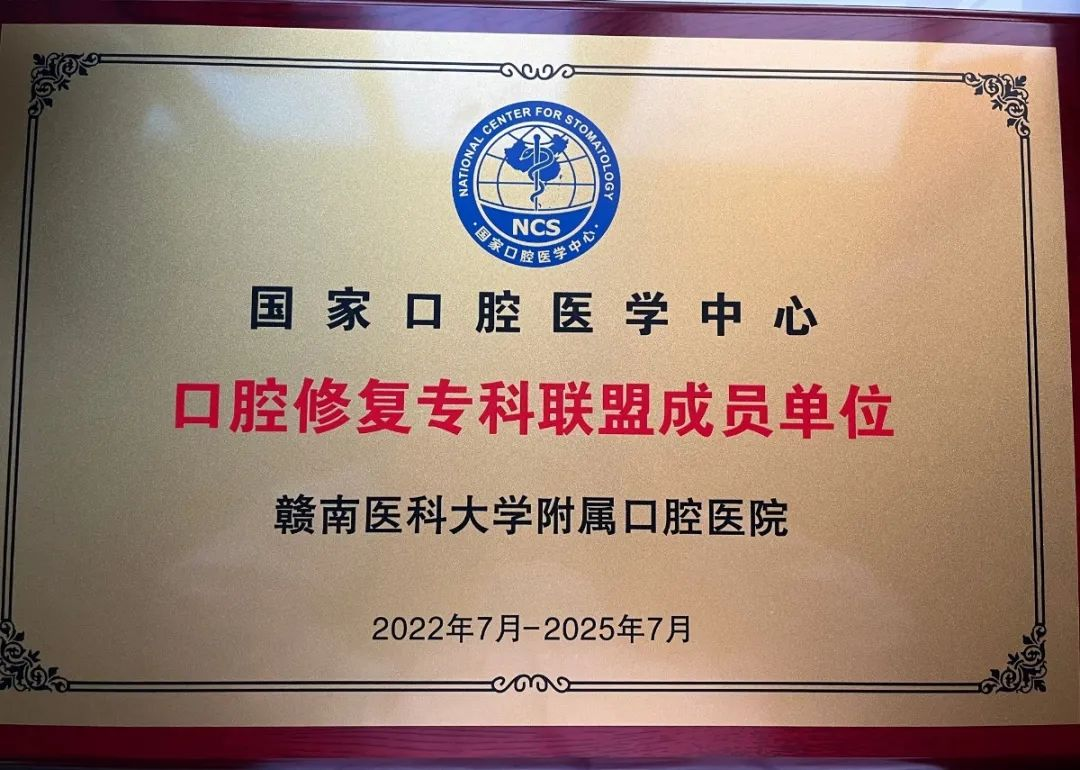 NATIONAL CENTER FOR STOMATOLOGY
NCS
·国家口腔医学中心·
国家口腔医学中心
口腔修复专科联盟成员单位
赣南医科大学附属口腔医院
2022年7月-2025年7月